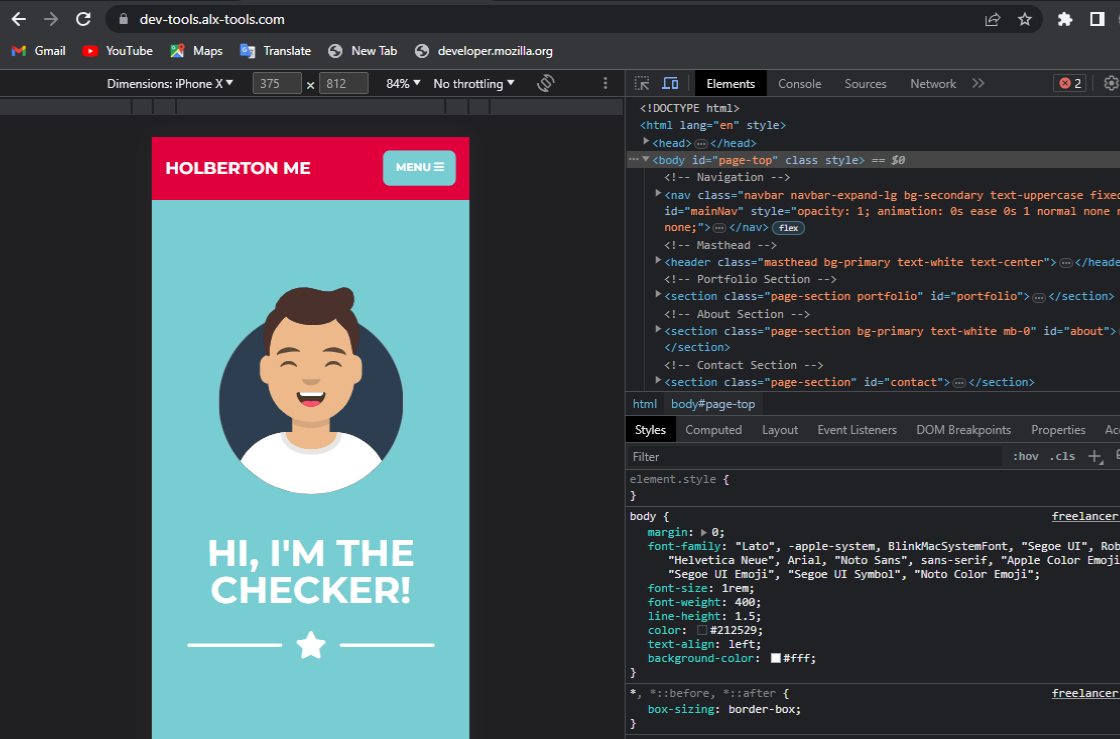 dev-tools.alx-tools.com
Gmail YouTube Maps Translate New Tab developer.mozilla.org
Dimensions: iPhone X 375 x 812 84% No throttling
Elements Console Sources Network 2
<!DOCTYPE html>
<html lang="en" style>
<head> </head>
<body id="page-top" class style> == $0
<!-- Navigation -->
<nav class="navbar navbar-expand-lg bg-secondary text-uppercase fixed
id="mainNav" style="opacity: 1; animation: 0s ease 0s 1 normal none
none;"> </nav> flex
<!-- Masthead -->
<header class="masthead bg-primary text-white text-center"> </heade
<!-- Portfolio Section -->
<section class="page-section portfolio" id="portfolio"> </section>
<!-- About Section -->
<section class="page-section bg-primary text-white mb-0" id="about">
</section>
<!-- Contact Section -->
<section class="page-section" id="contact"> </section>
html body#page-top
Styles Computed Layout Event Listeners DOM Breakpoints Properties Ac
Filter :hov .cls
element.style {
}
body { freelancer
margin: 0;
font-family: "Lato", -apple-system, BlinkMacSystemFont, "Segoe UI", Rob
"Helvetica Neue", Arial, "Noto Sans", sans-serif, "Apple Color Emoji
"Segoe UI Emoji", "Segoe UI Symbol", "Noto Color Emoji";
font-size: 1rem;
font-weight: 400;
line-height: 1.5;
color: #212529;
text-align: left;
background-color: #fff;
}
*, *::before, *::after { freelancer
box-sizing: border-box;
}
HOLBERTON ME MENU
HI, I'M THE
CHECKER!